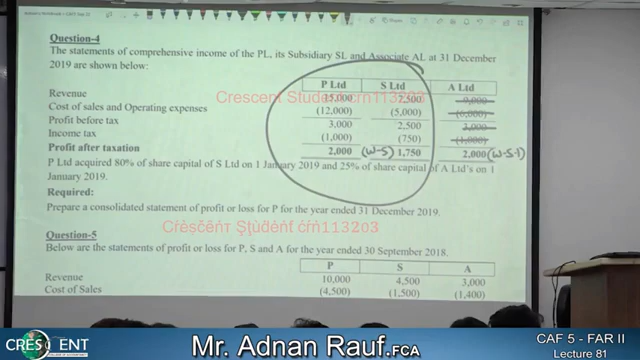 Question-4
The statements of comprehensive income of the PL, its Subsidiary SL and Associate AL at 31 December
2019 are shown below:
P Ltd S Ltd A Ltd
Crescent Student crn113203
Revenue 15,000 2,500 9,000
Cost of sales and Operating expenses (12,000) (5,000) (6,000)
Profit before tax 3,000 2,500 3,000
Income tax (1,000) (750) (1,000)
Profit after taxation 2,000 (W-S) 1,750 2,000 (W-S-1)
P Ltd acquired 80% of share capital of S Ltd on 1 January 2019 and 25% of share capital of A Ltd's on 1
January 2019.
Required:
Prepare a consolidated statement of profit or loss for P for the year ended 31 December 2019.
Crèşčëńť Şţùdèńť ćŕń113203
Question-5
Below are the statements of profit or loss for P, S and A for the year ended 30 September 2018.
P S A
Revenue 10,000 4,500 3,000
Cost of Sales (4,500) (1,500) (1,400)
CRESCENT
Mr. Adnan Rauf.FCA
CAF 5 - FAR II
Lecture 81